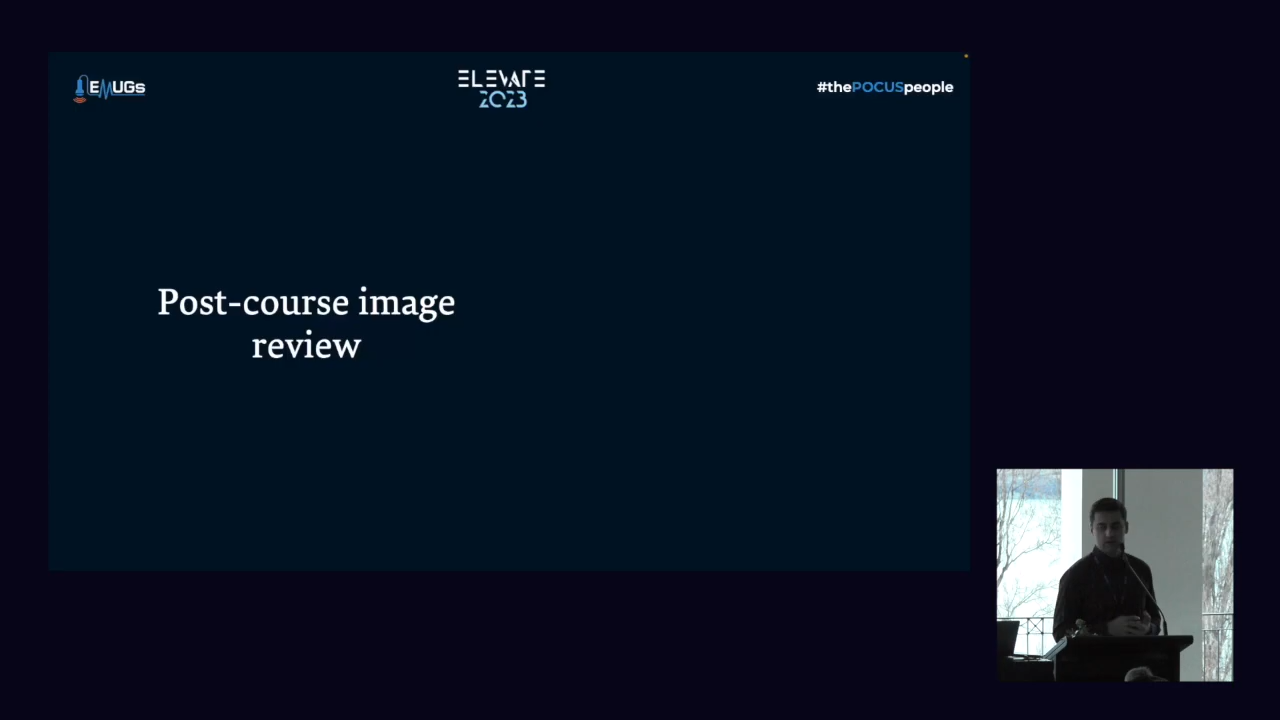 EMUGs
ELEVATE
2023
#thePOCUSpeople
Post-course image
review